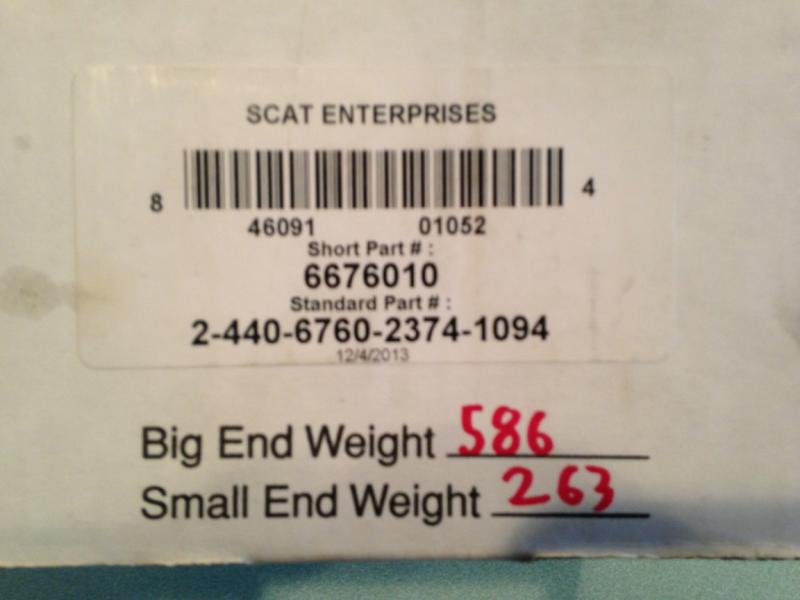 SCAT ENTERPRISES
8 46091 01052 4
Short Part # :
6676010
Standard Part # :
2-440-6760-2374-1094
12/4/2013
Big End Weight 586
Small End Weight 263